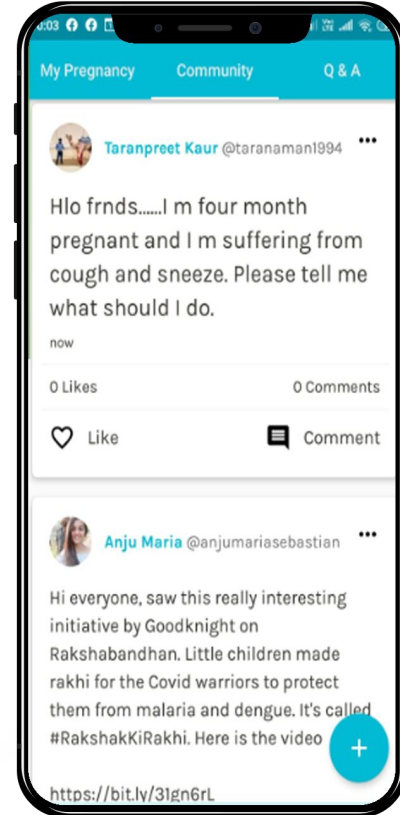 :03
My Pregnancy Community Q & A
Taranpreet Kaur @taranaman1994
Hlo frnds......I m four month
pregnant and I m suffering from
cough and sneeze. Please tell me
what should I do.
now
0 Likes 0 Comments
Like Comment
Anju Maria @anjumariasebastian
Hi everyone, saw this really interesting
initiative by Goodknight on
Rakshabandhan. Little children made
rakhi for the Covid warriors to protect
them from malaria and dengue. It's called
#RakshakKiRakhi. Here is the video
https://bit.ly/31gn6rL